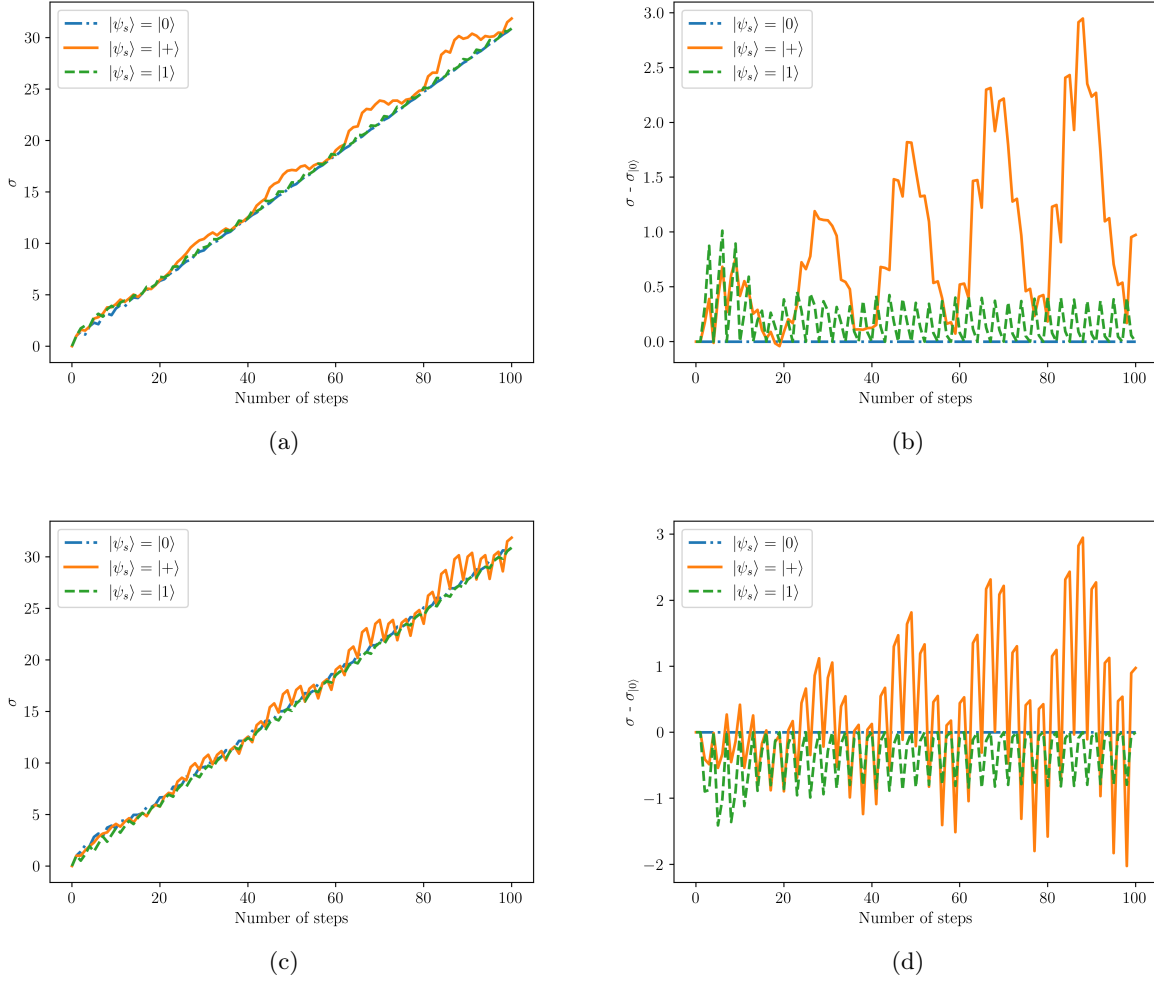 |ψ_s⟩ = |0⟩
|ψ_s⟩ = |+⟩
|ψ_s⟩ = |1⟩
30
25
20
15
10
5
0
σ
0 20 40 60 80 100
Number of steps
(a)
|ψ_s⟩ = |0⟩
|ψ_s⟩ = |+⟩
|ψ_s⟩ = |1⟩
3.0
2.5
2.0
1.5
1.0
0.5
0.0
σ - σ_|0⟩
0 20 40 60 80 100
Number of steps
(b)
|ψ_s⟩ = |0⟩
|ψ_s⟩ = |+⟩
|ψ_s⟩ = |1⟩
30
25
20
15
10
5
0
σ
0 20 40 60 80 100
Number of steps
(c)
|ψ_s⟩ = |0⟩
|ψ_s⟩ = |+⟩
|ψ_s⟩ = |1⟩
3
2
1
0
−1
−2
σ - σ_|0⟩
0 20 40 60 80 100
Number of steps
(d)